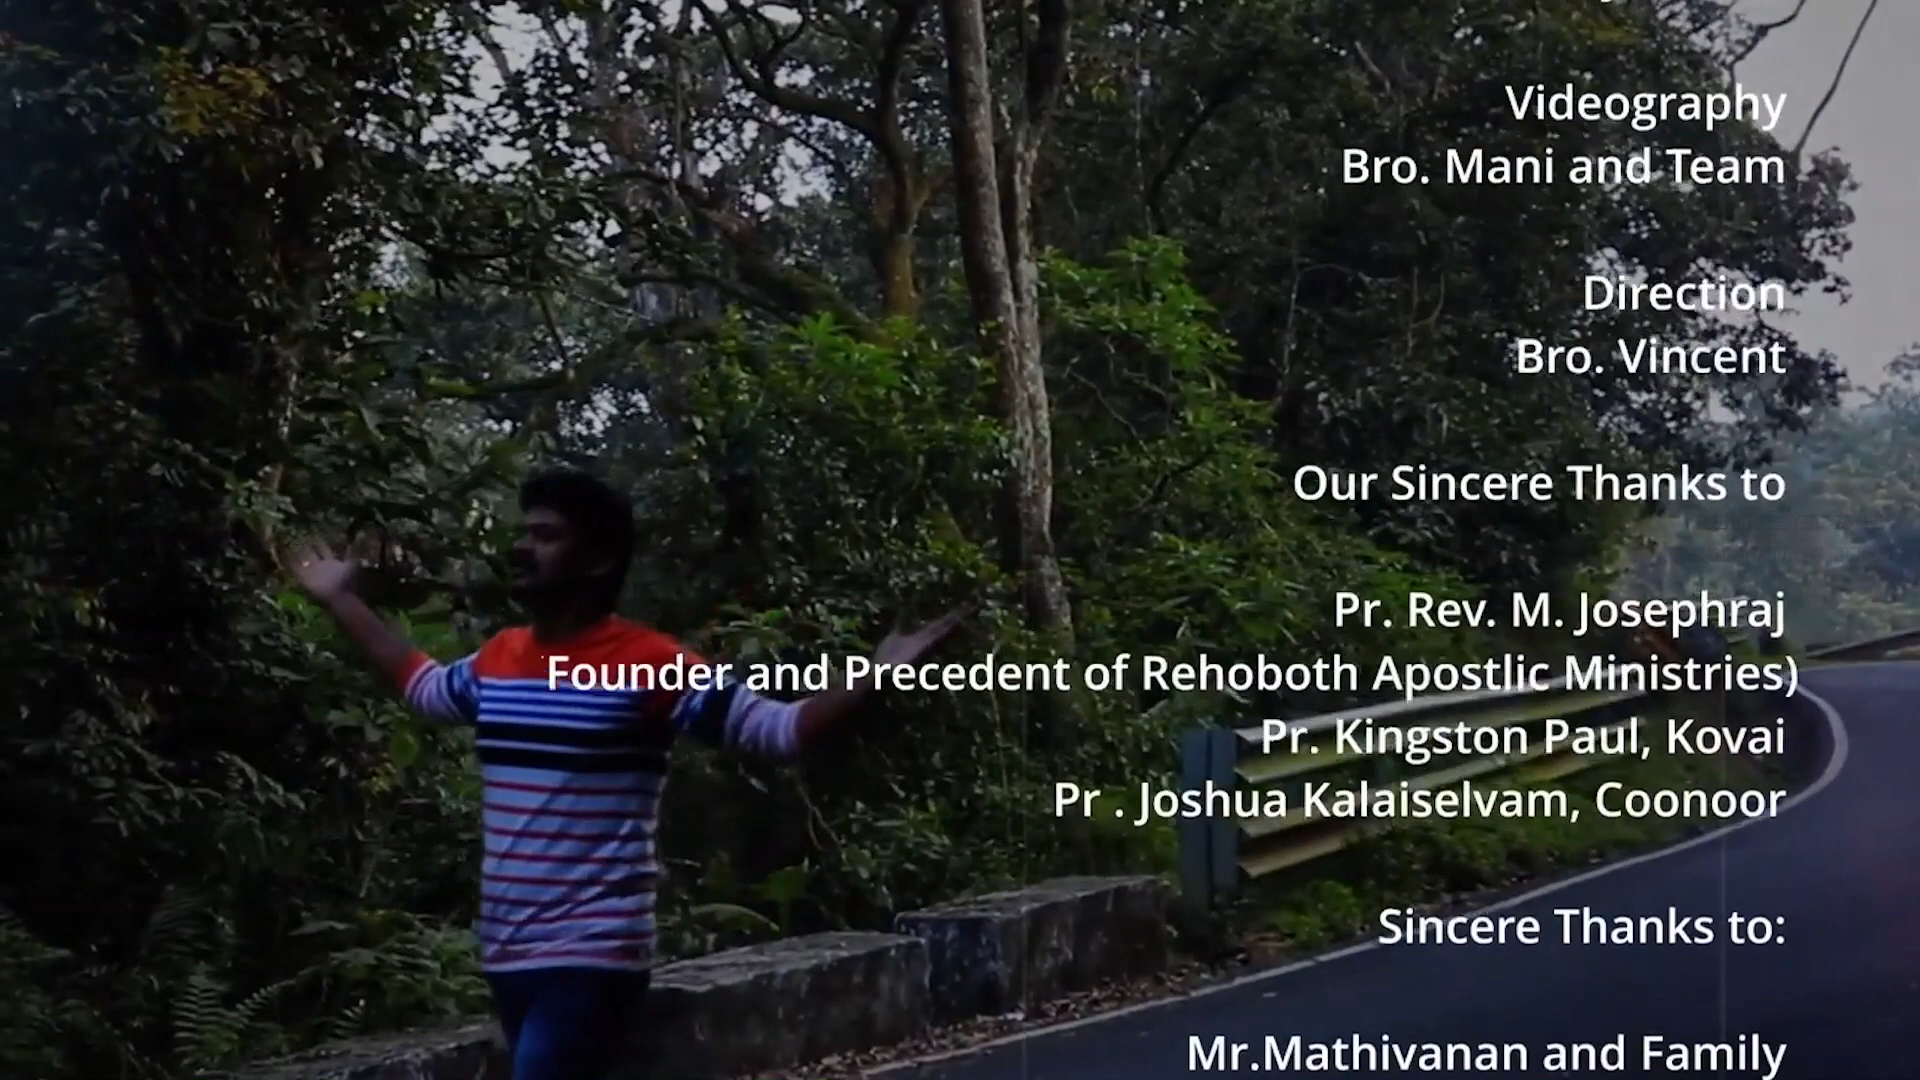 Videography
Bro. Mani and Team
Direction
Bro. Vincent
Our Sincere Thanks to
Pr. Rev. M. Josephraj
Founder and Precedent of Rehoboth Apostlic Ministries)
Pr. Kingston Paul, Kovai
Pr . Joshua Kalaiselvam, Coonoor
Sincere Thanks to:
Mr.Mathivanan and Family